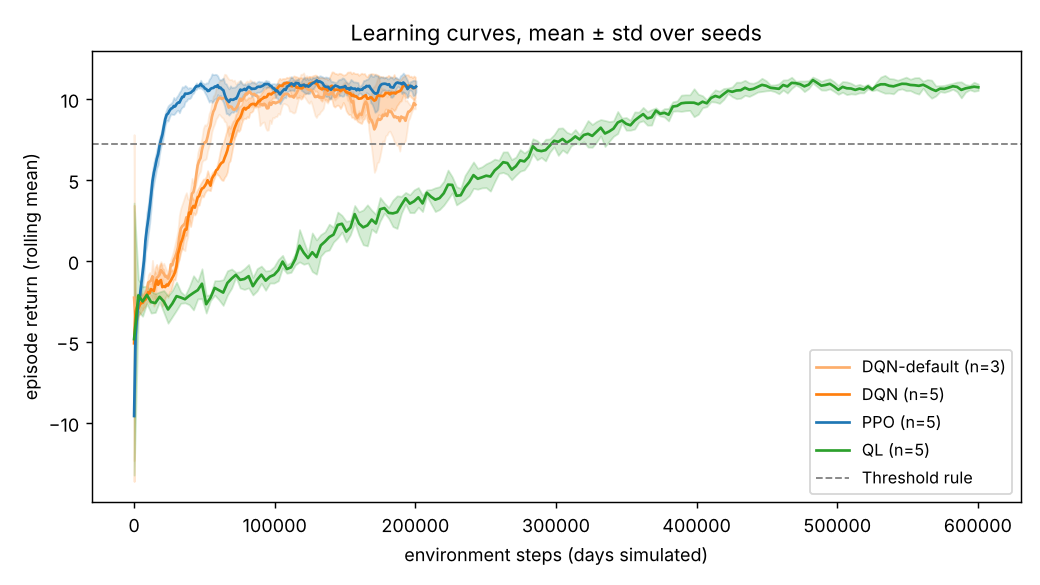 Learning curves, mean ± std over seeds
episode return (rolling mean)
10
5
0
−5
−10
0
100000
200000
300000
400000
500000
600000
environment steps (days simulated)
DQN-default (n=3)
DQN (n=5)
PPO (n=5)
QL (n=5)
Threshold rule